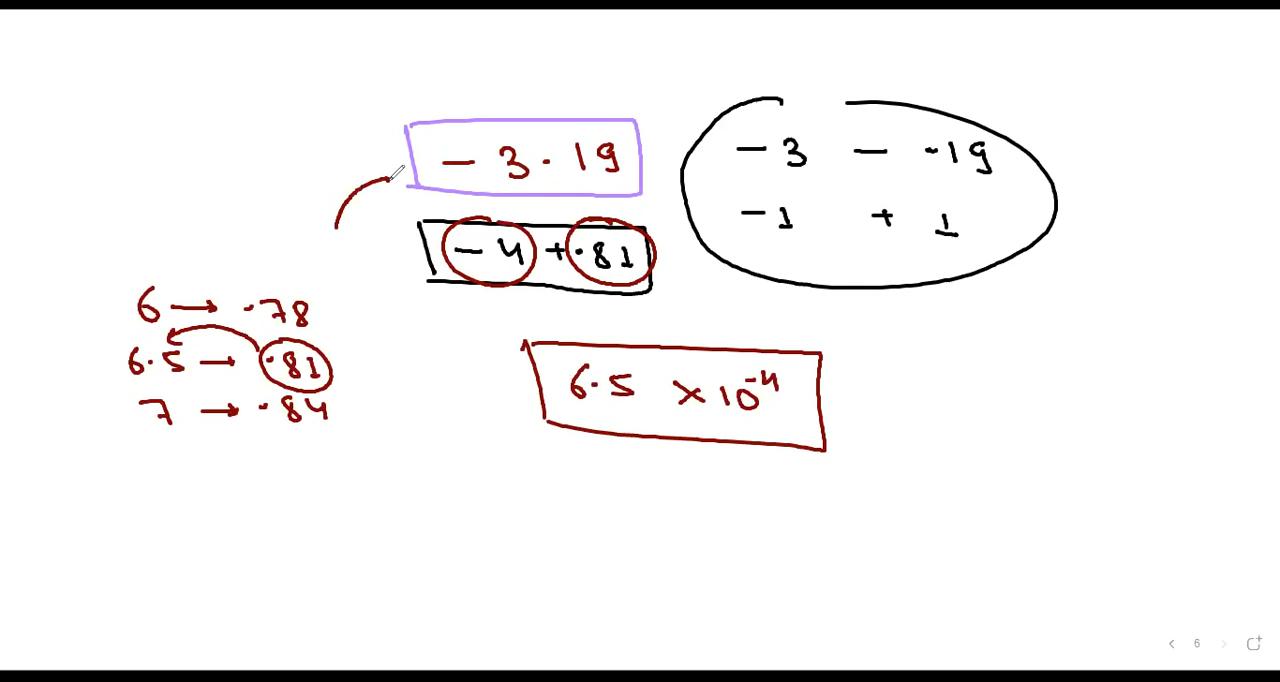 - 3.19
- 3 - .19
- 1 + 1
- 4 + .81
6 → .78
6.5 → .81
7 → .84
6.5 × 10⁻⁴
6